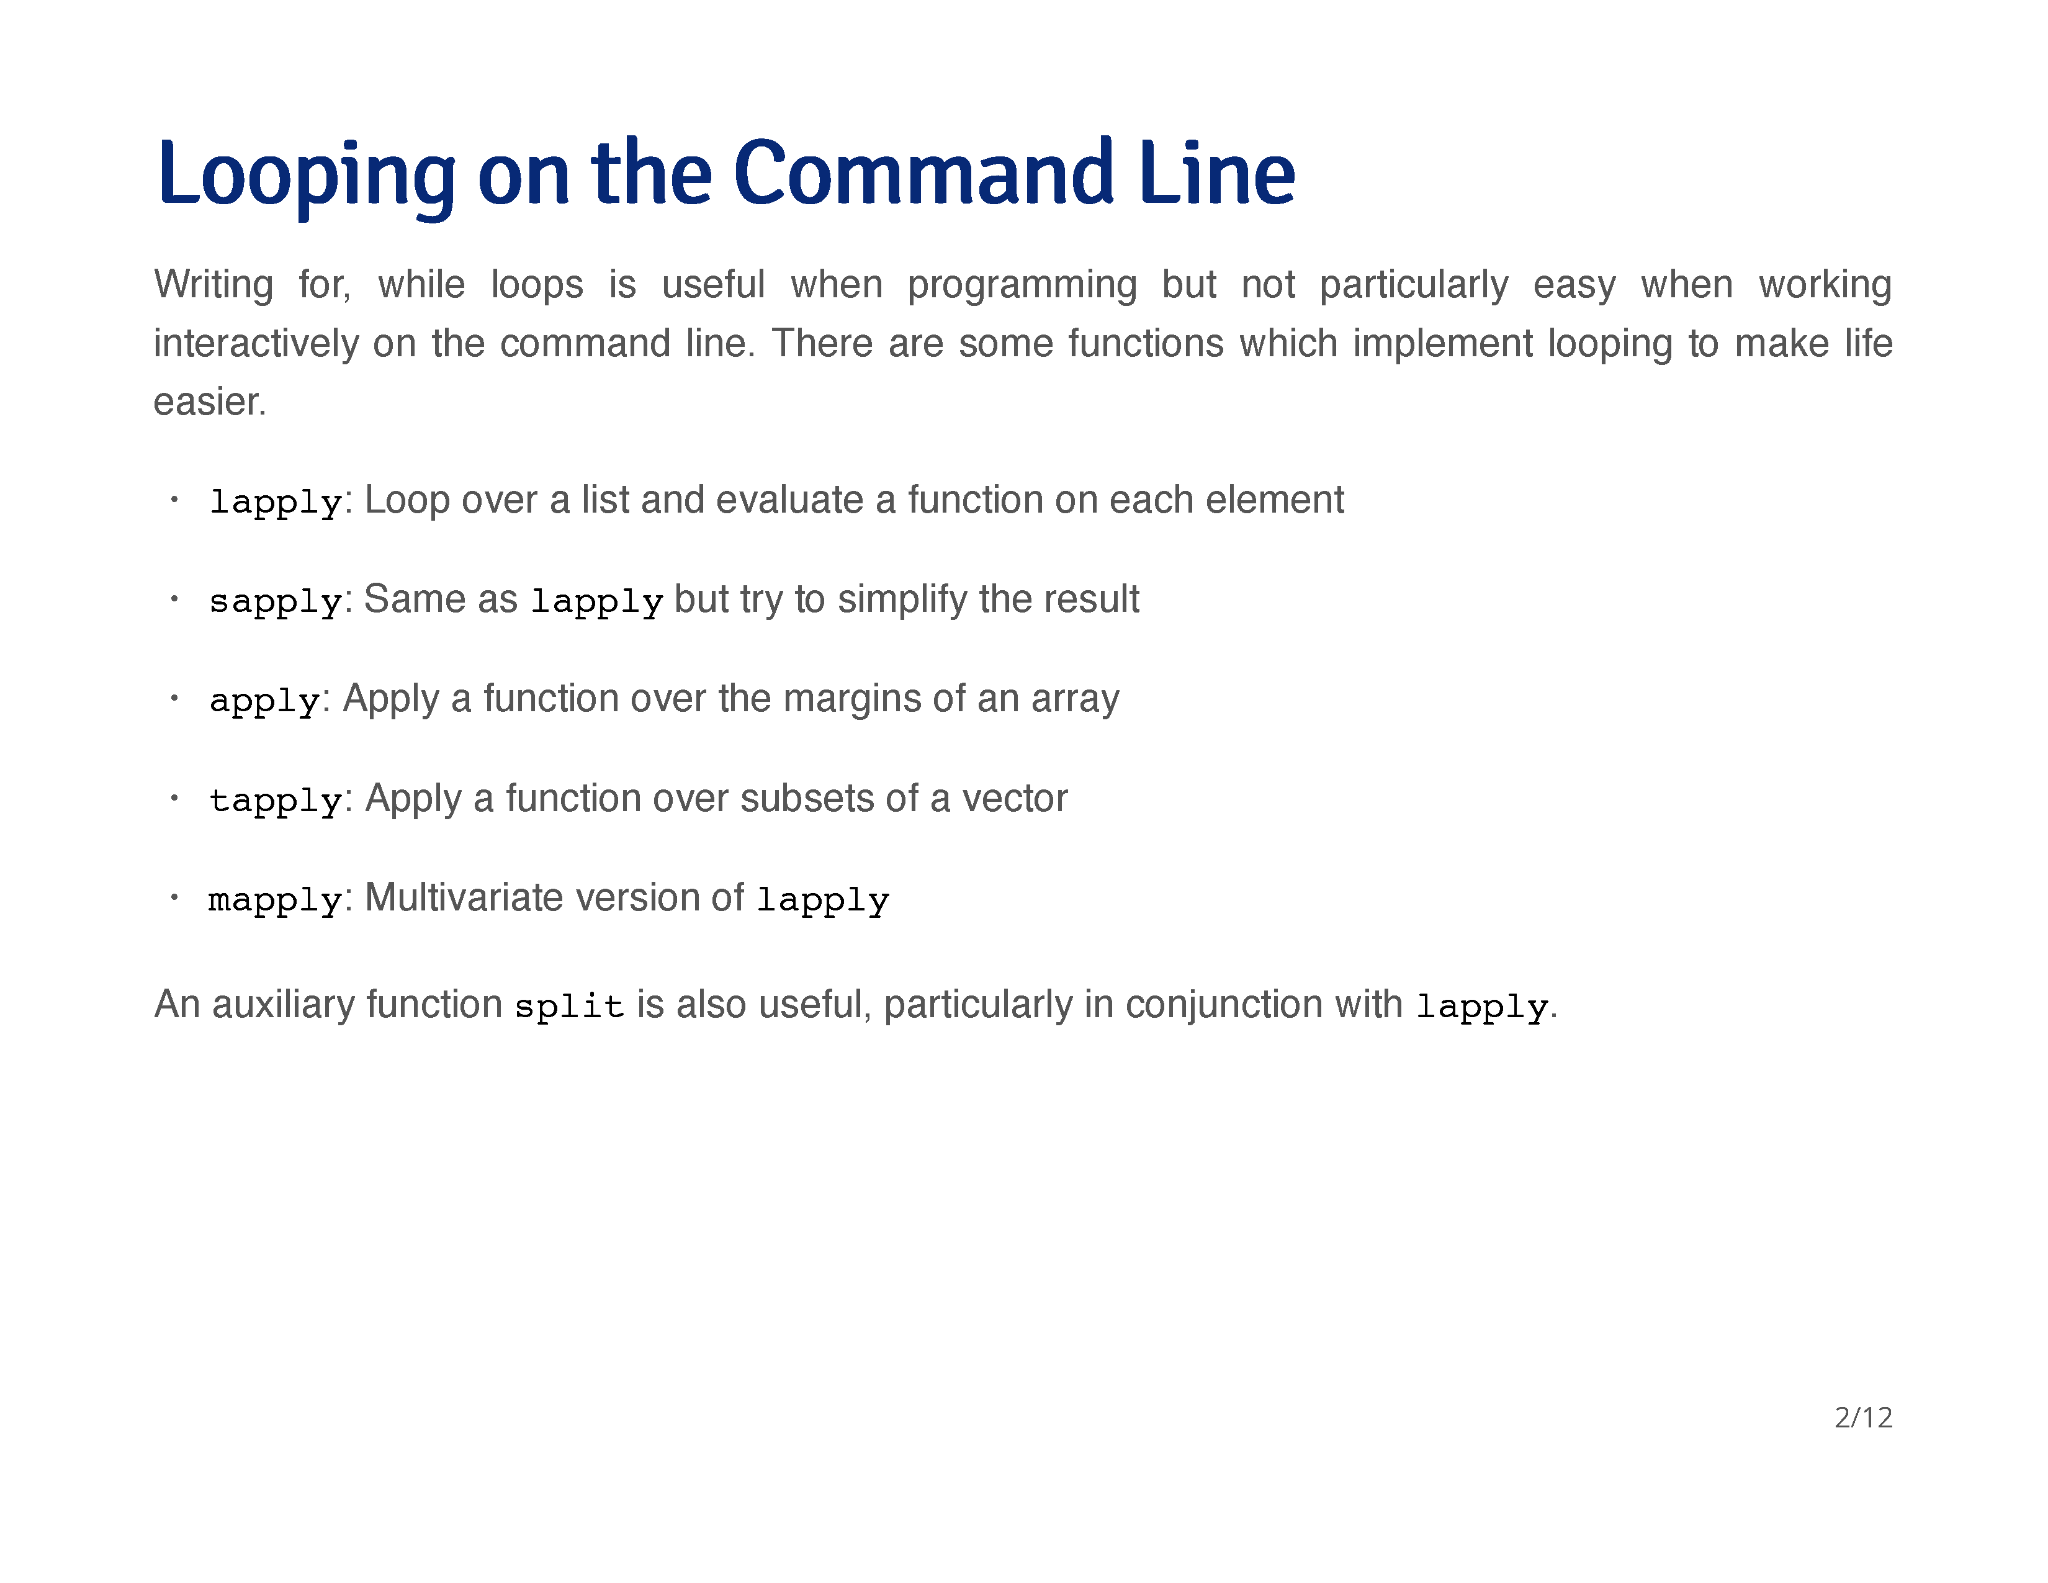 Looping on the Command Line
Writing for, while loops is useful when programming but not particularly easy when working
interactively on the command line. There are some functions which implement looping to make life
easier.
· lapply: Loop over a list and evaluate a function on each element
· sapply: Same as lapply but try to simplify the result
· apply: Apply a function over the margins of an array
· tapply: Apply a function over subsets of a vector
· mapply: Multivariate version of lapply
An auxiliary function split is also useful, particularly in conjunction with lapply.
2/12